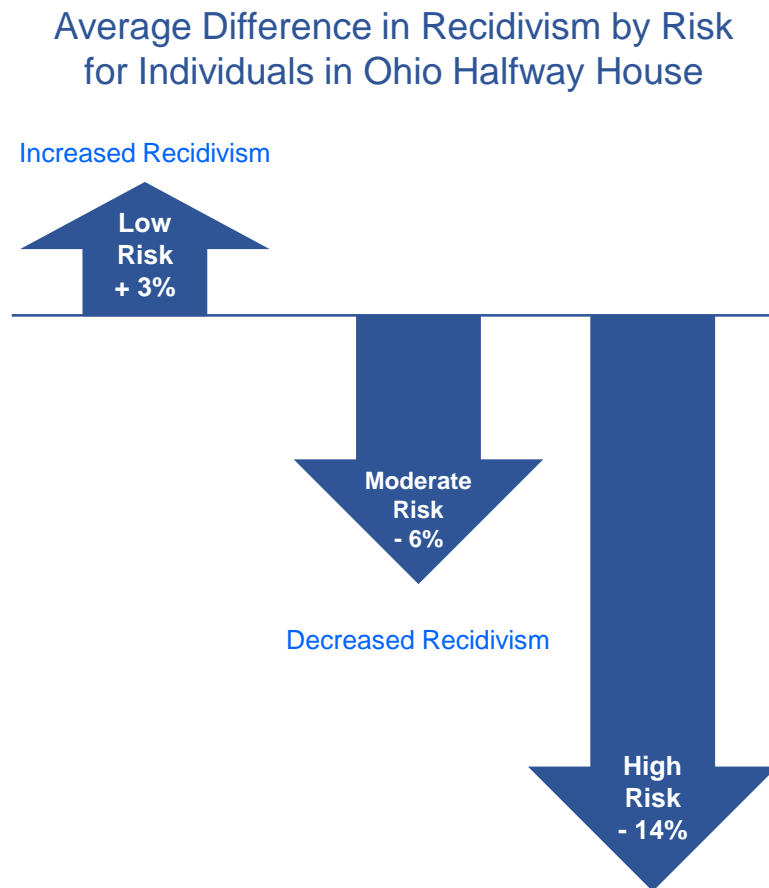 Average Difference in Recidivism by Risk
for Individuals in Ohio Halfway House
Increased Recidivism
Low
Risk
+ 3%
Moderate
Risk
- 6%
Decreased Recidivism
High
Risk
- 14%